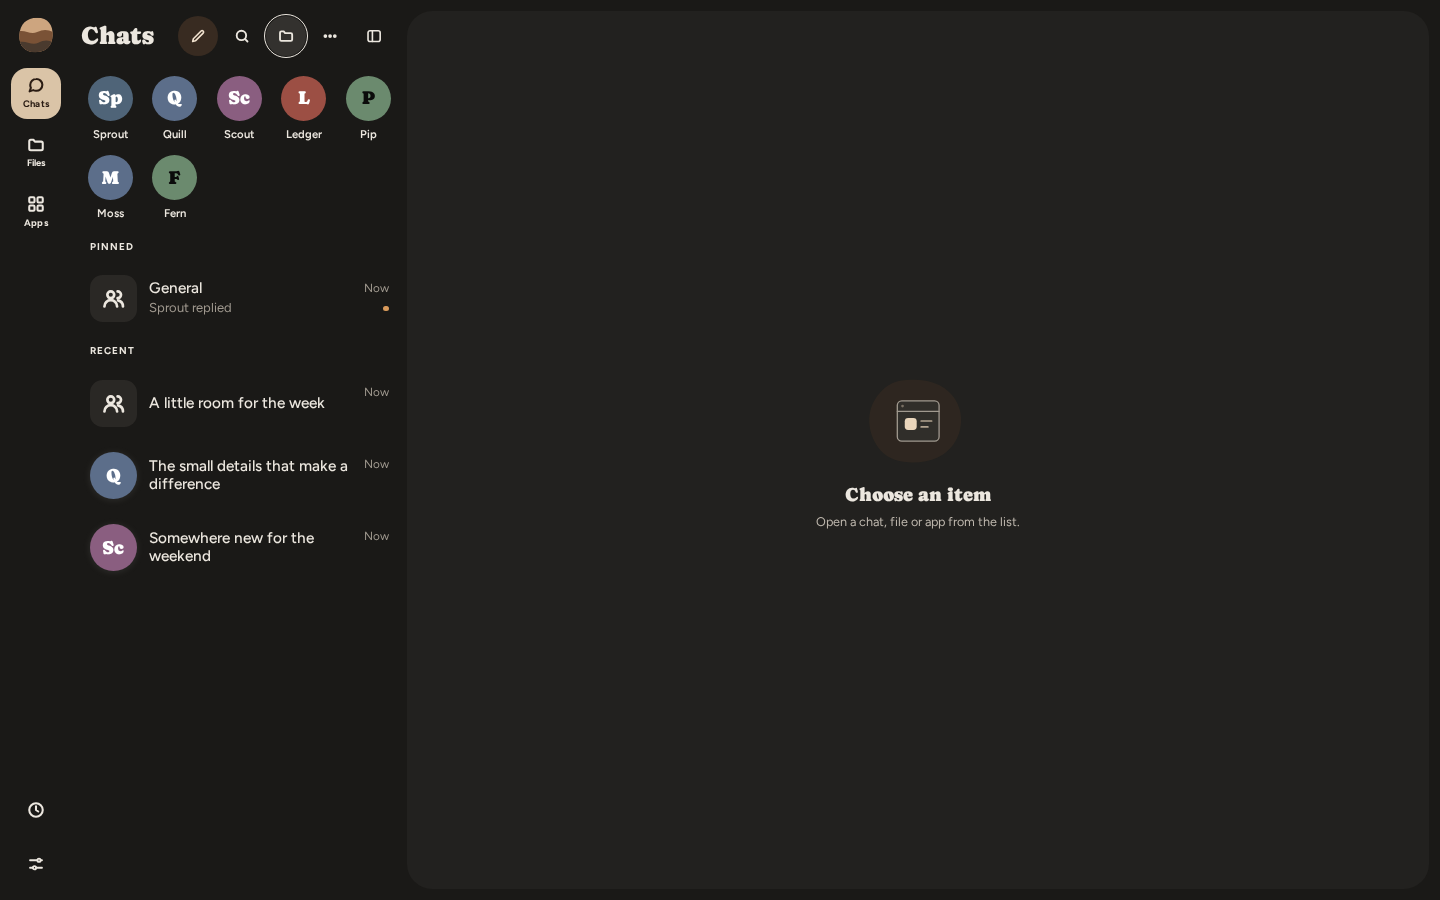 Chats
Chats
Files
Apps
Sp
Q
Sc
L
P
Sprout
Quill
Scout
Ledger
Pip
M
F
Moss
Fern
PINNED
General
Now
Sprout replied
RECENT
A little room for the week
Now
Q
The small details that make a
difference
Now
Sc
Somewhere new for the
weekend
Now
Choose an item
Open a chat, file or app from the list.